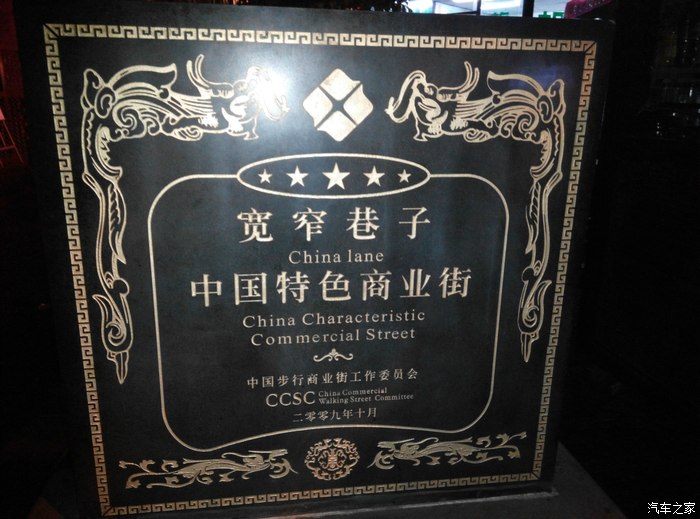 宽窄巷子
China lane
中国特色商业街
China Characteristic
Commercial Street
中国步行商业街工作委员会
CCSC China Commercial
Walking Street Committee
二零零九年十月
汽车之家